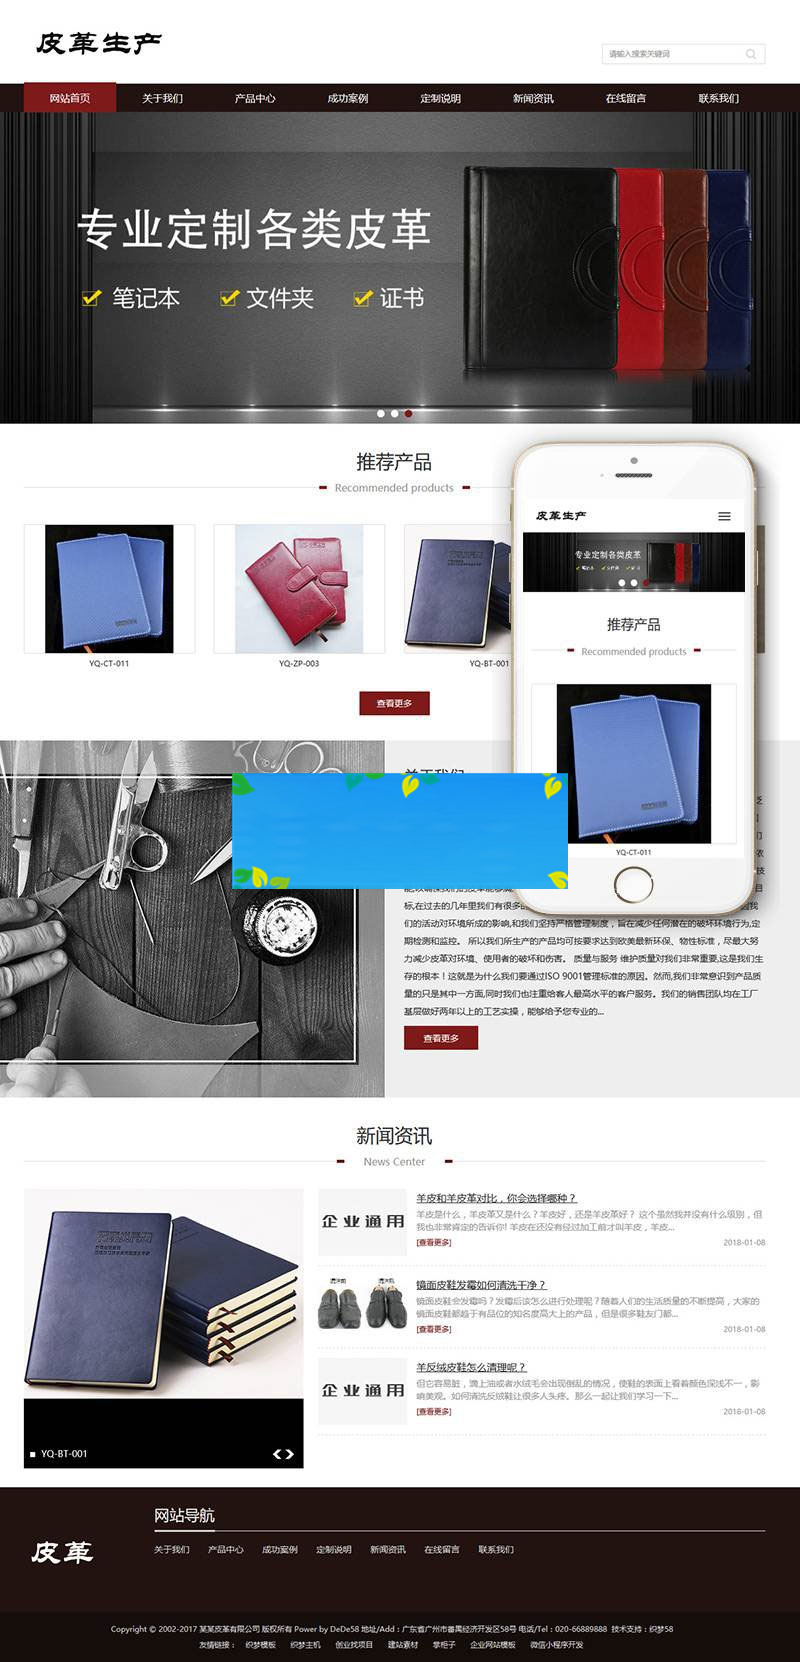 皮革生产
请输入搜索关键词
网站首页 关于我们 产品中心 成功案例 定制说明 新闻资讯 在线留言 联系我们
专业定制各类皮革
笔记本 文件夹 证书
推荐产品
Recommended products
YQ-CT-011 YQ-ZP-003 YQ-BT-001
查看更多
皮革生产
专业定制各类皮革
笔记本 文件夹 证书
推荐产品
Recommended products
YQ-CT-011
关于我们
标,在过去的几年里我们有很多的
们的活动对环境所成的影响,和我们坚持严格管理制度，旨在减少任何潜在的破坏环境行为,定
期检测和监控。 所以我们所生产的产品均可按要求达到欧美最新环保、物性标准，尽最大努
力减少皮革对环境、使用者的破坏和伤害。 质量与服务 维护质量对我们非常重要,这是我们生
存的根本！这就是为什么我们要通过ISO 9001管理标准的原因。然而,我们非常意识到产品质
量的只是其中一方面,同时我们也注重给客人最高水平的客户服务。我们的销售团队均在工厂
基层做好两年以上的工艺实操，能够给予您专业的...
查看更多
新闻资讯
News Center
YQ-BT-001
企业通用
羊皮和羊皮革对比，你会选择哪种？
羊皮是什么，羊皮革又是什么？羊皮好，还是羊皮革好？ 这个虽然我并没有什么级别，但
我也非常肯定的告诉你! 羊皮在还没有经过加工前才叫羊皮，羊皮...
[查看更多] 2018-01-08
镜面皮鞋发霉如何清洗干净？
镜面皮鞋会发霉吗？发霉后该怎么进行处理呢？随着人们的生活质量的不断提高，大家的
镜面皮鞋都趋于有品位的知名度高大上的产品，但是很多鞋友门都...
[查看更多] 2018-01-08
企业通用
羊反绒皮鞋怎么清理呢？
但它容易脏，滴上油或者水绒毛会出现倒乱的情况，使鞋的表面上看着颜色深浅不一，影
响美观。如何清洗反绒鞋让很多人头疼。那么一起让我们学习一下...
[查看更多] 2018-01-08
皮革
网站导航
关于我们 产品中心 成功案例 定制说明 新闻资讯 在线留言 联系我们
Copyright © 2002-2017 某某皮革有限公司 版权所有 Power by DeDe58 地址/Add：广东省广州市番禺经济开发区58号 电话/Tel：020-66889888 技术支持：织梦58
友情链接： 织梦模板 织梦主机 创业找项目 建站素材 掌柜子 企业网站模板 微信小程序开发